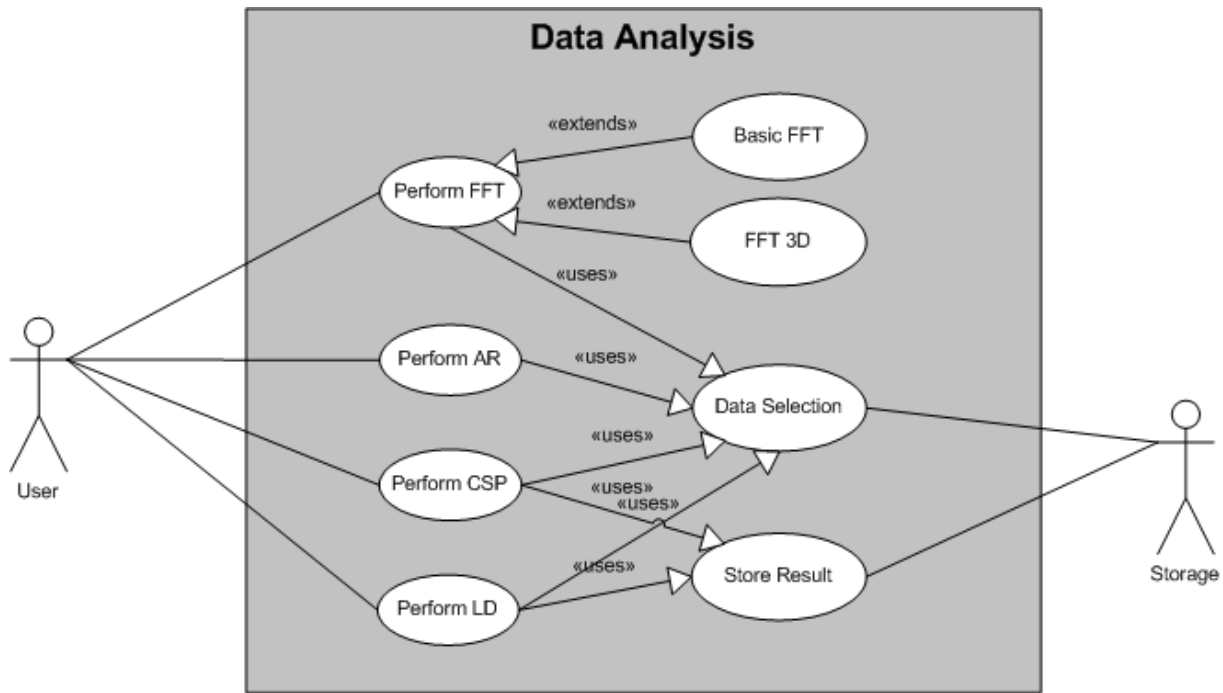 Data Analysis
«extends»
Basic FFT
Perform FFT
«extends»
FFT 3D
«uses»
Perform AR
«uses»
Data Selection
«uses»
Perform CSP
«uses»
«uses»
User
«uses»
Store Result
Storage
Perform LD